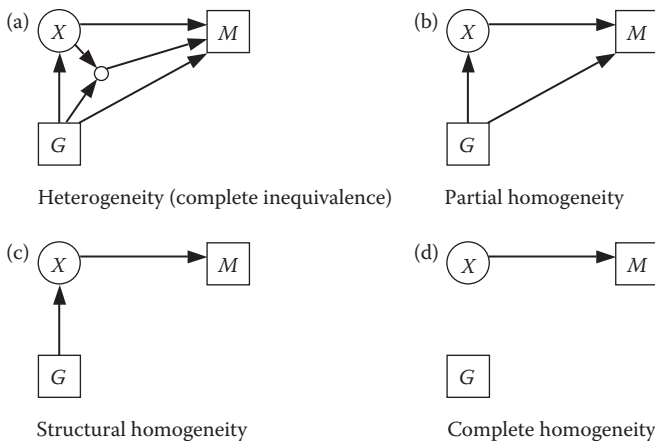 (a) X M (b) X M
G G
Heterogeneity (complete inequivalence) Partial homogeneity
(c) X M (d) X M
G G
Structural homogeneity Complete homogeneity